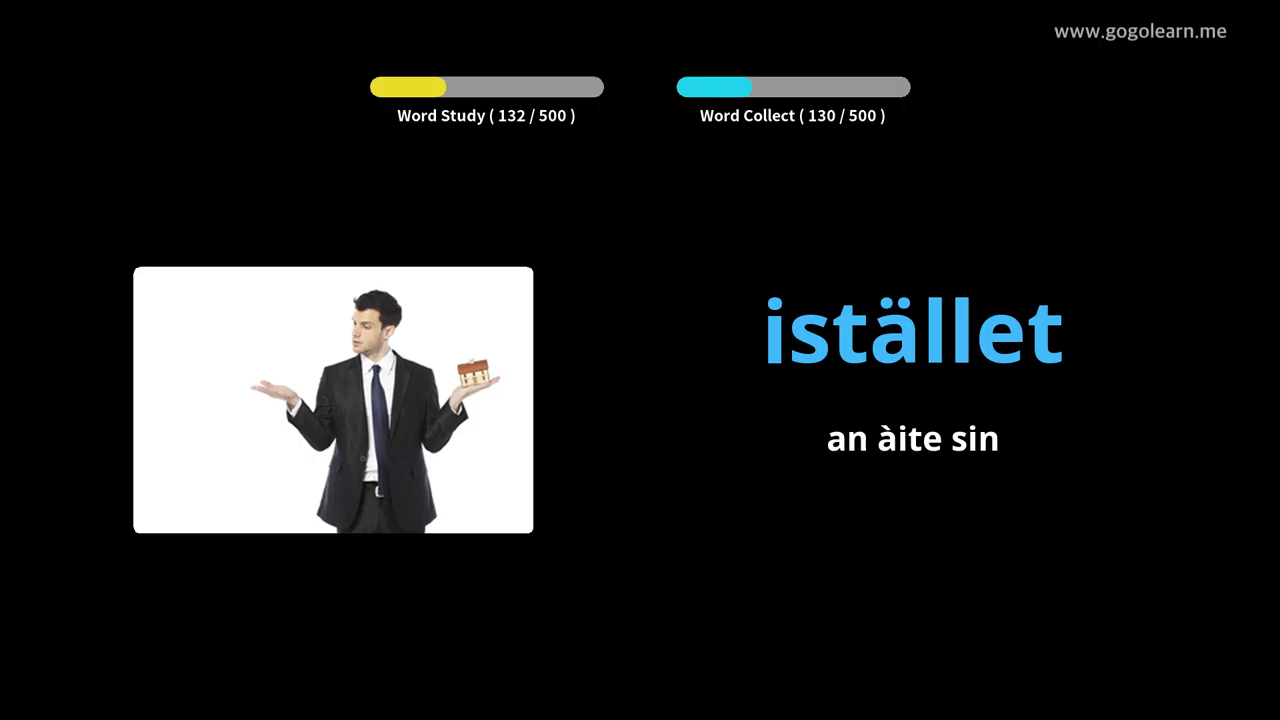 www.gogolearn.me
Word Study ( 132 / 500 )
Word Collect ( 130 / 500 )
istället
an àite sin